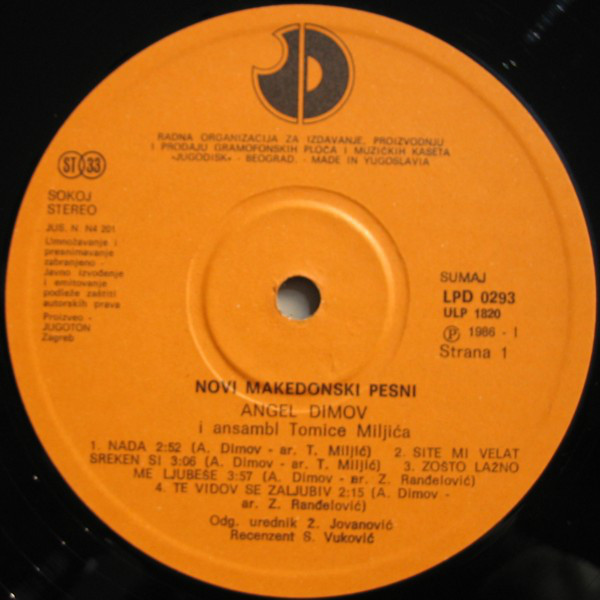 JD
RADNA ORGANIZACIJA ZA IZDAVANJE, PROIZVODNJU
I PRODAJU GRAMOFONSKIH PLOČA I MUZIČKIH KASETA
«JUGODISK» - BEOGRAD. - MADE IN YUGOSLAVIA
ST 33
SOKOJ
STEREO
JUS. N. N4 201
Umnožavanje i
presnimavanje
zabranjeno -
Javno izvođenje
i emitovanje
podleže zaštiti
autorskih prava
Proizveo -
JUGOTON
Zagreb
SUMAJ
LPD 0293
ULP 1820
Ⓟ 1986 - I
Strana 1
NOVI MAKEDONSKI PESNI
ANGEL DIMOV
i ansambl Tomice Miljića
1. NADA 2:52 (A. Dimov - ar. T. Miljić) 2. SITE MI VELAT
SREKEN SI 3:06 (A. Dimov - ar. T. Miljić) 3. ZOŠTO LAŽNO
ME LJUBEŠE 3:57 (A. Dimov - ar. Z. Ranđelović)
4. TE VIDOV SE ZALJUBIV 2:15 (A. Dimov -
ar. Z. Ranđelović)
Odg. urednik Ž. Jovanović
Recenzent S. Vuković